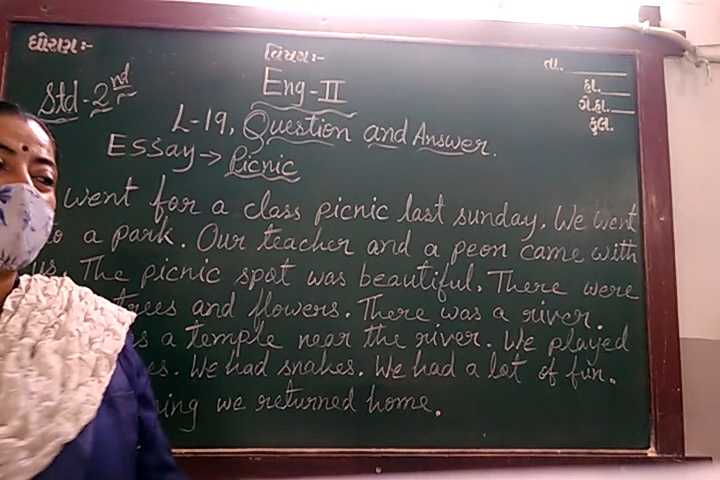 ધોરણ:-
વિષય:-
તા.
હા.
ગે.હા.
કુલ.
Std-2nd
Eng-II
L-19, Question and Answer.
Essay → Picnic
went for a class picnic last sunday. We went
to a park. Our teacher and a peon came with
us. The picnic spot was beautiful. There were
trees and flowers. There was a river.
a temple near the river. We played
We had snakes. We had a lot of fun.
we returned home.